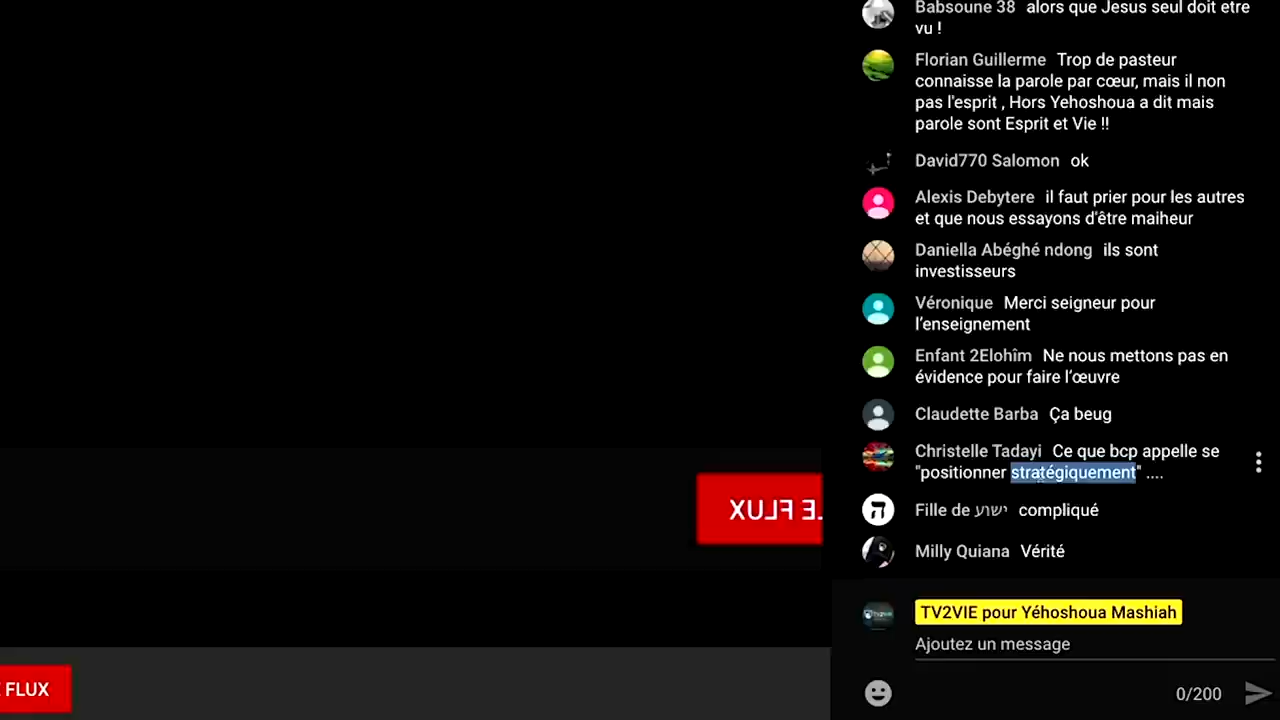 Babsoune 38 alors que Jesus seul doit etre
vu !
Florian Guillerme Trop de pasteur
connaisse la parole par cœur, mais il non
pas l'esprit , Hors Yehoshoua a dit mais
parole sont Esprit et Vie !!
David770 Salomon ok
Alexis Debytere il faut prier pour les autres
et que nous essayons d'être maiheur
Daniella Abéghé ndong ils sont
investisseurs
Véronique Merci seigneur pour
l’enseignement
Enfant 2Elohîm Ne nous mettons pas en
évidence pour faire l’œuvre
Claudette Barba Ça beug
Christelle Tadayi Ce que bcp appelle se
"positionner stratégiquement" ....
Fille de ישוע compliqué
Milly Quiana Vérité
TV2VIE pour Yéhoshoua Mashiah
Ajoutez un message
0/200
LE FLUX
FLUX